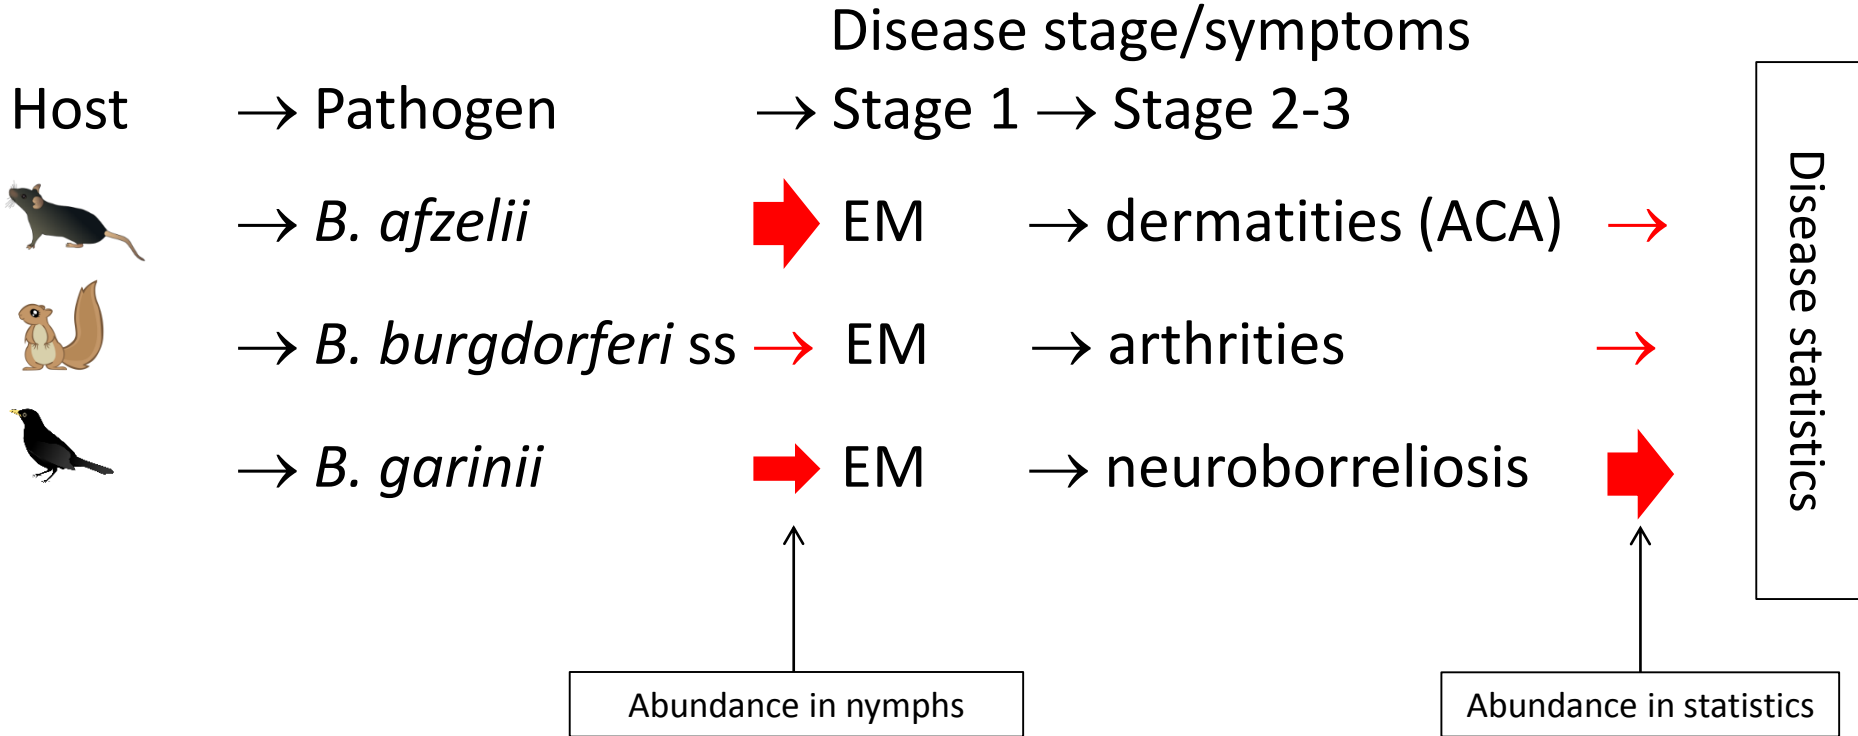 Disease stage/symptoms
Host → Pathogen → Stage 1 → Stage 2-3
→ B. afzelii EM → dermatities (ACA) →
→ B. burgdorferi ss → EM → arthrities →
→ B. garinii EM → neuroborreliosis
Disease statistics
Abundance in nymphs
Abundance in statistics